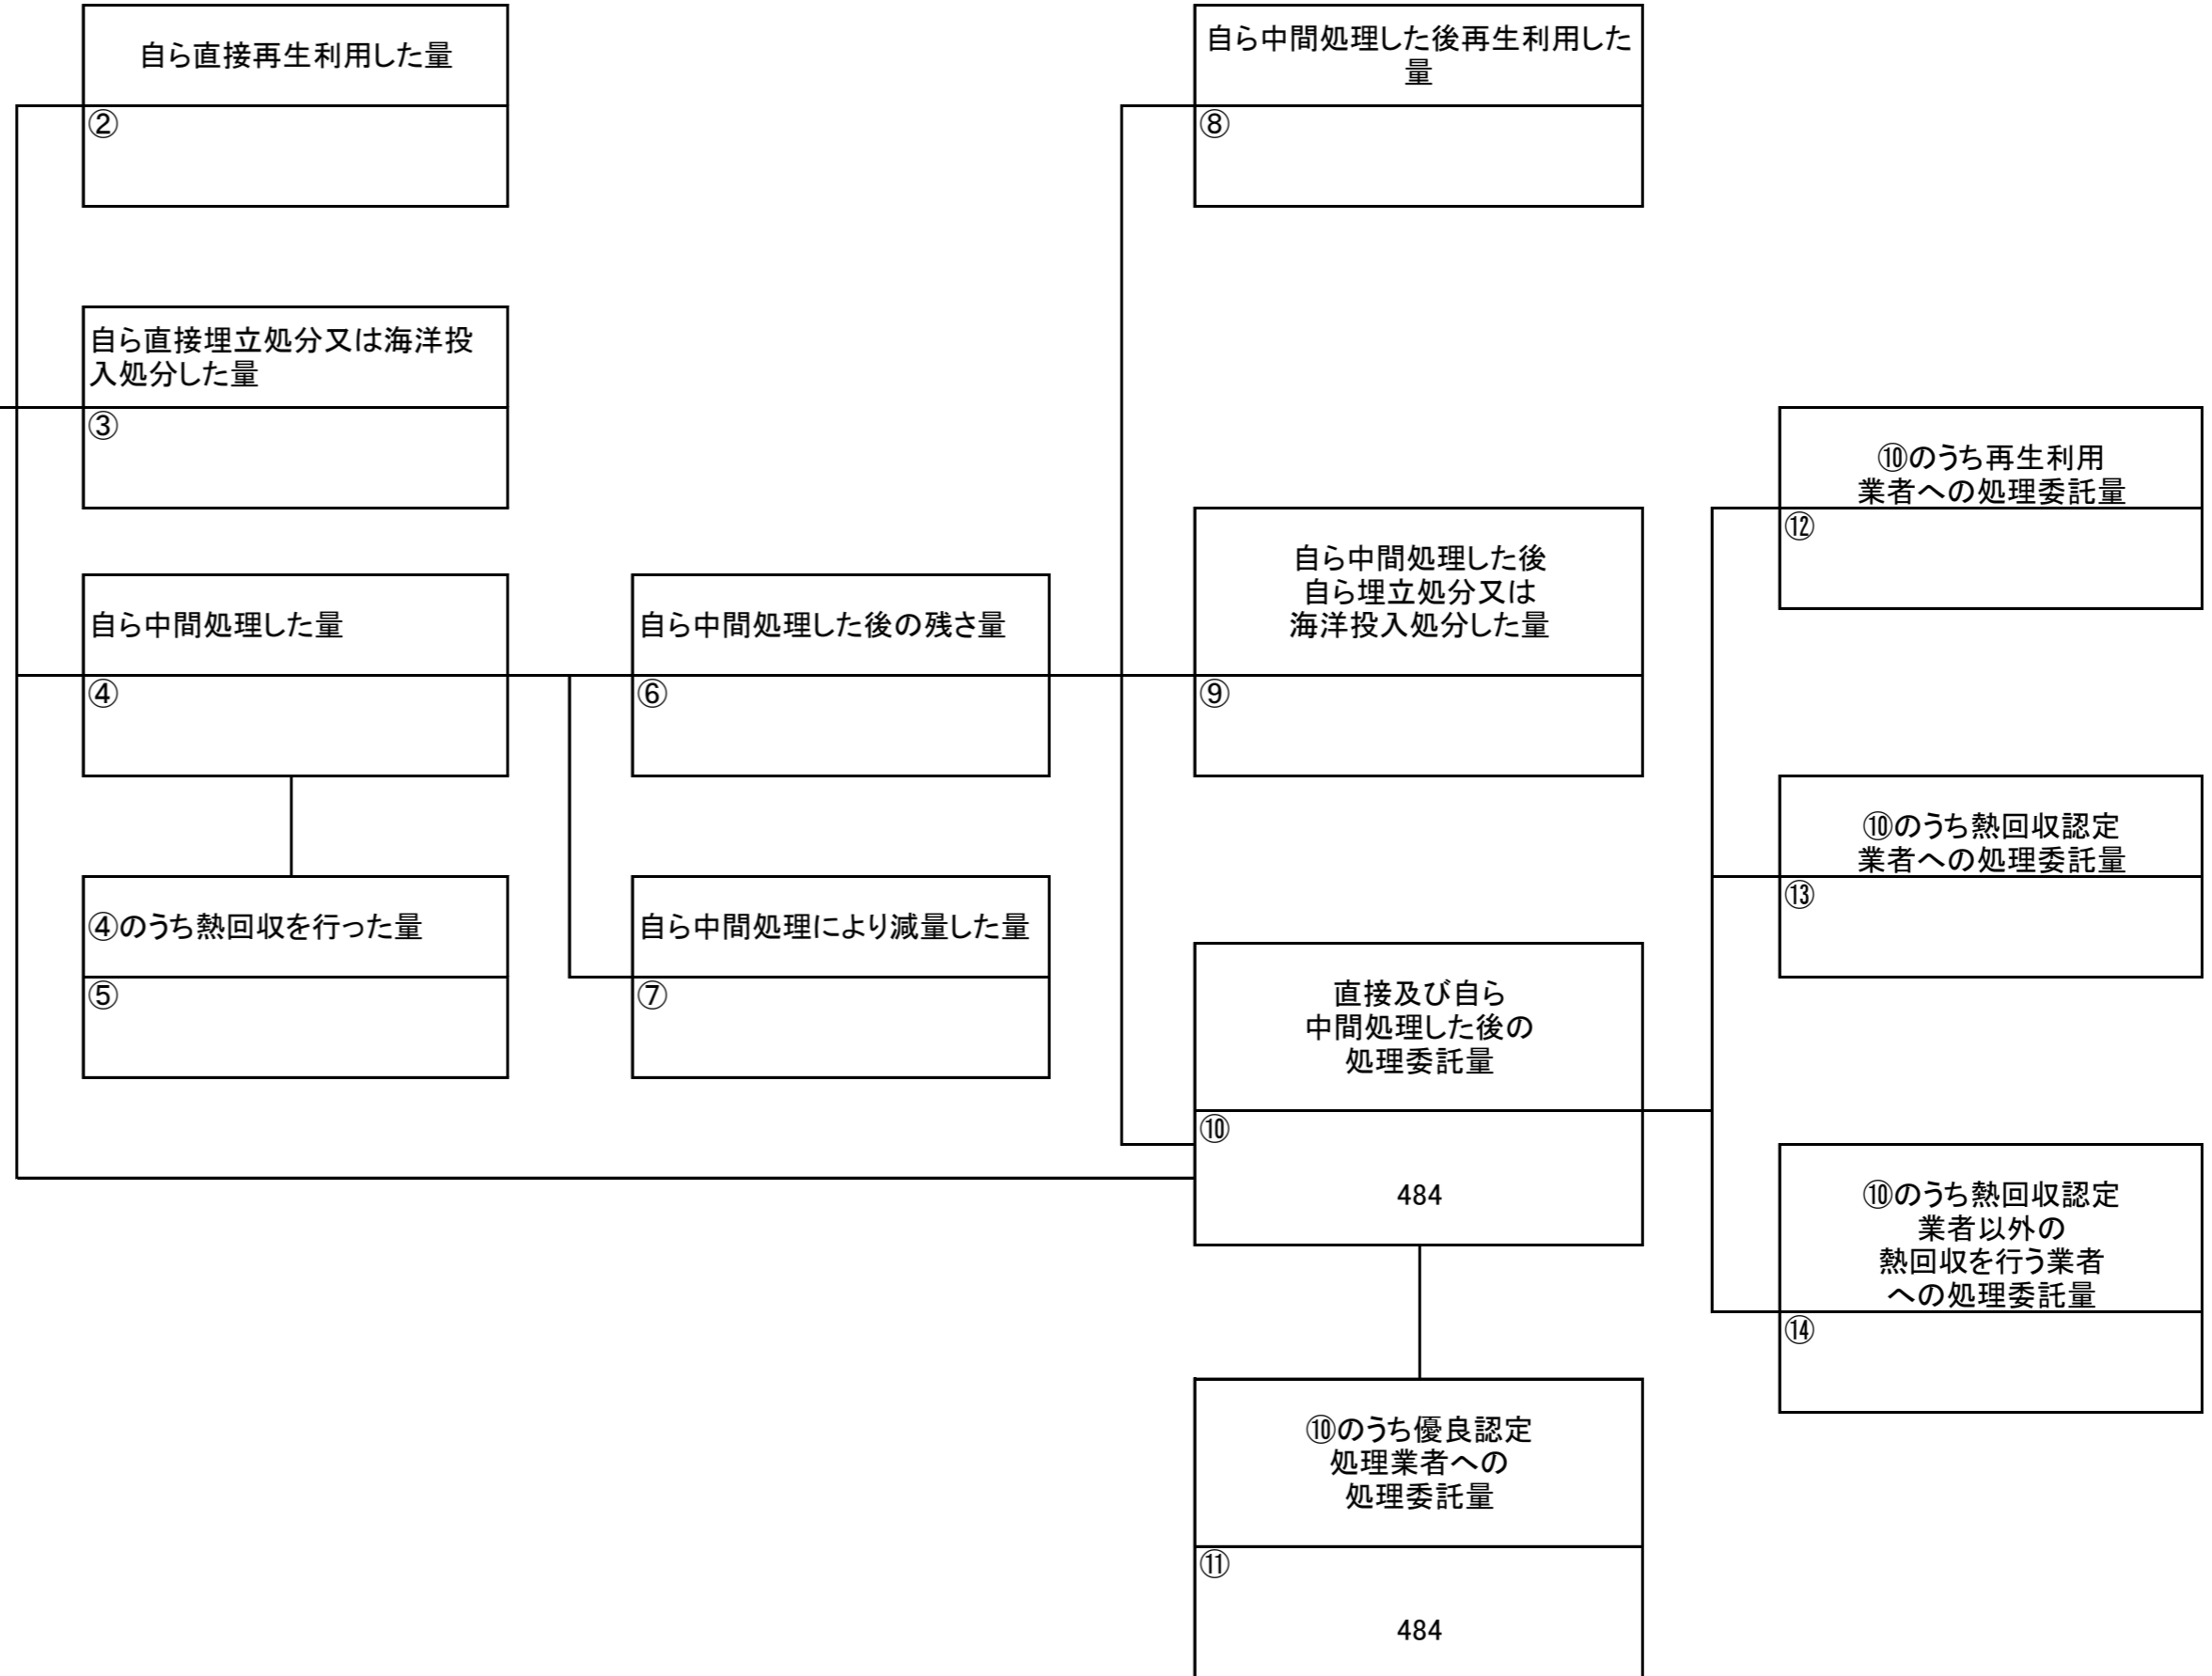 自ら直接再生利用した量
②
自ら中間処理した後再生利用した
量
⑧
自ら直接埋立処分又は海洋投
入処分した量
③
⑩のうち再生利用
業者への処理委託量
⑫
自ら中間処理した後
自ら埋立処分又は
海洋投入処分した量
⑨
自ら中間処理した量
④
自ら中間処理した後の残さ量
⑥
⑩のうち熱回収認定
業者への処理委託量
⑬
④のうち熱回収を行った量
⑤
自ら中間処理により減量した量
⑦
直接及び自ら
中間処理した後の
処理委託量
⑩
484
⑩のうち熱回収認定
業者以外の
熱回収を行う業者
への処理委託量
⑭
⑩のうち優良認定
処理業者への
処理委託量
⑪
484